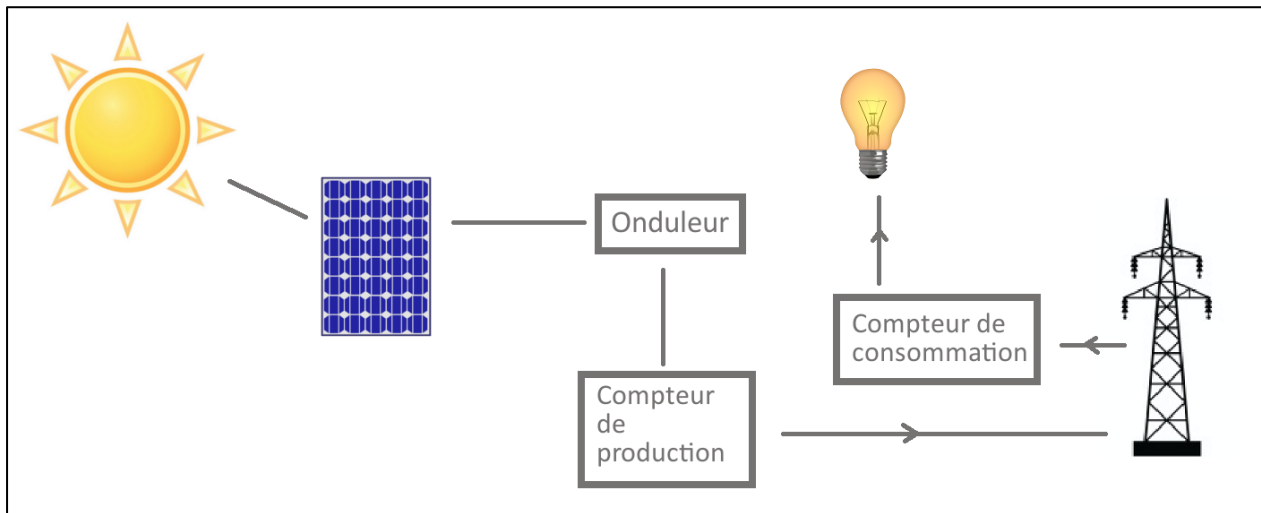 Onduleur
Compteur de
consommation
Compteur
de
production